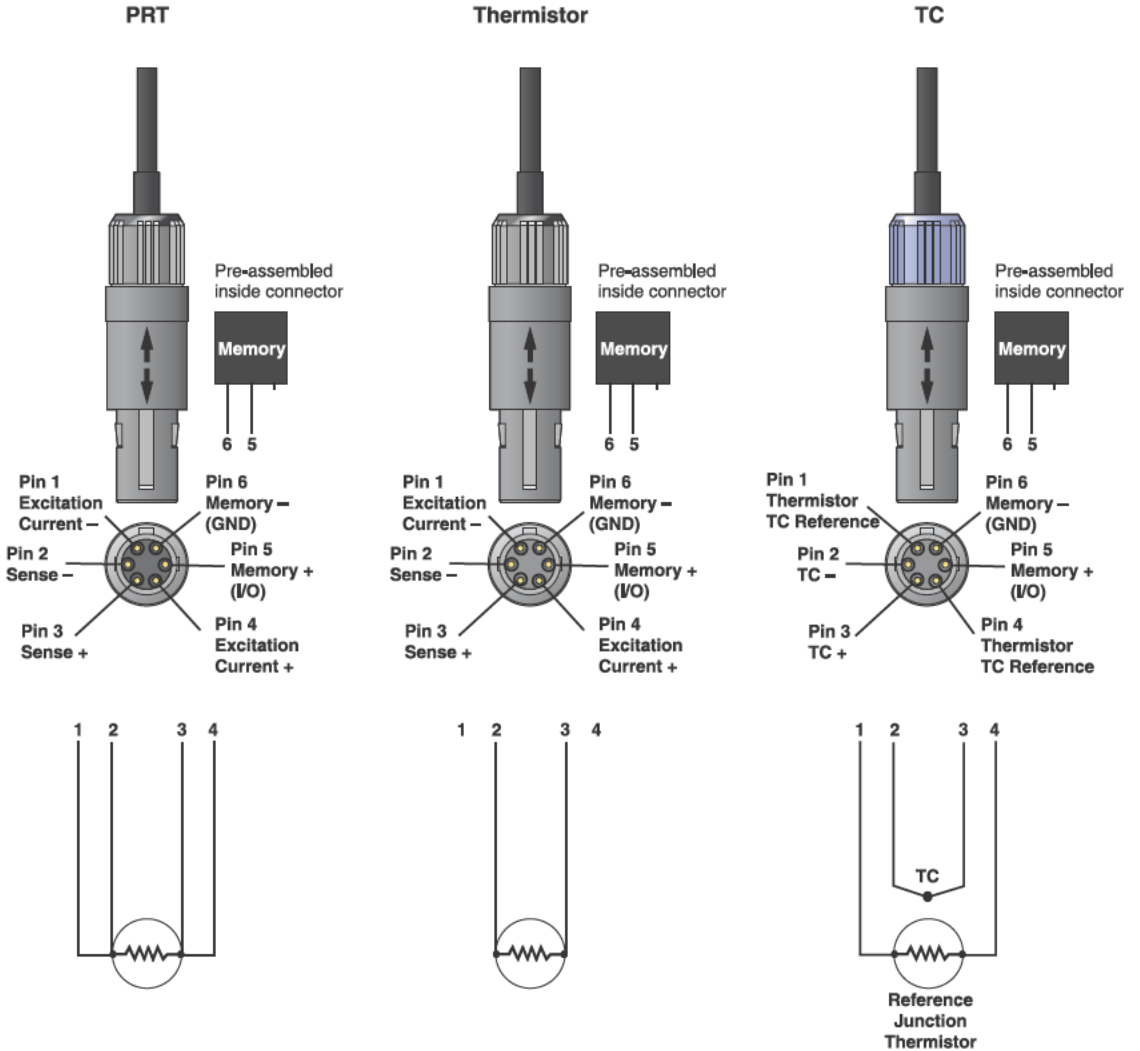 PRT
Pre-assembled
inside connector
Memory
6 5
Pin 1
Excitation
Current –
Pin 6
Memory –
(GND)
Pin 2
Sense –
Pin 5
Memory +
(I/O)
Pin 3
Sense +
Pin 4
Excitation
Current +
1 2 3 4
Thermistor
Pre-assembled
inside connector
Memory
6 5
Pin 1
Excitation
Current –
Pin 6
Memory –
(GND)
Pin 2
Sense –
Pin 5
Memory +
(I/O)
Pin 3
Sense +
Pin 4
Excitation
Current +
1 2 3 4
TC
Pre-assembled
inside connector
Memory
6 5
Pin 1
Thermistor
TC Reference
Pin 6
Memory –
(GND)
Pin 2
TC –
Pin 5
Memory +
(I/O)
Pin 3
TC +
Pin 4
Thermistor
TC Reference
1 2 3 4
TC
Reference
Junction
Thermistor